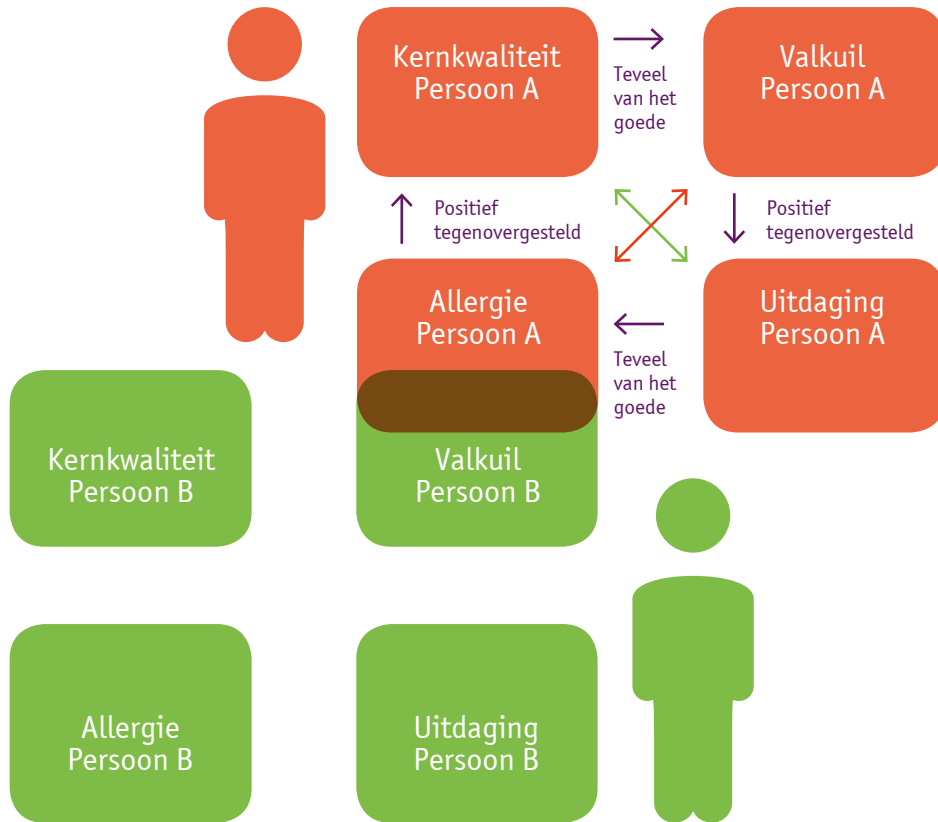 Kernkwaliteit
Persoon A
Teveel
van het
goede
Valkuil
Persoon A
Positief
tegenovergesteld
Positief
tegenovergesteld
Allergie
Persoon A
Teveel
van het
goede
Uitdaging
Persoon A
Kernkwaliteit
Persoon B
Valkuil
Persoon B
Allergie
Persoon B
Uitdaging
Persoon B